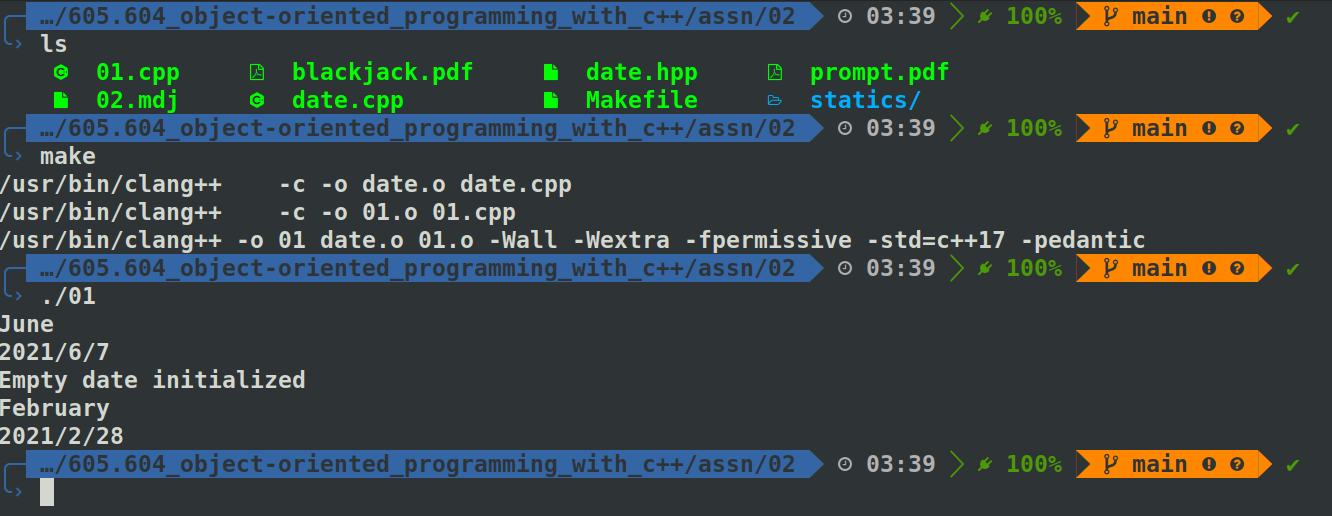 …/605.604_object-oriented_programming_with_c++/assn/02 03:39 100% main ✔
ls
01.cpp blackjack.pdf date.hpp prompt.pdf
02.mdj date.cpp Makefile statics/
…/605.604_object-oriented_programming_with_c++/assn/02 03:39 100% main ✔
make
/usr/bin/clang++    -c -o date.o date.cpp
/usr/bin/clang++    -c -o 01.o 01.cpp
/usr/bin/clang++ -o 01 date.o 01.o -Wall -Wextra -fpermissive -std=c++17 -pedantic
…/605.604_object-oriented_programming_with_c++/assn/02 03:39 100% main ✔
./01
June
2021/6/7
Empty date initialized
February
2021/2/28
…/605.604_object-oriented_programming_with_c++/assn/02 03:39 100% main ✔